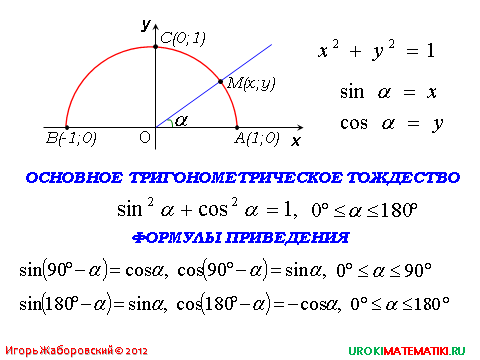 y
C(0;1)
x² + y² = 1
M(x;y)
sin α = x
cos α = y
α
B(-1;0) O A(1;0) x
ОСНОВНОЕ ТРИГОНОМЕТРИЧЕСКОЕ ТОЖДЕСТВО
sin² α + cos² α = 1, 0° ≤ α ≤ 180°
ФОРМУЛЫ ПРИВЕДЕНИЯ
sin(90° − α) = cosα, cos(90° − α) = sinα, 0° ≤ α ≤ 90°
sin(180° − α) = sinα, cos(180° − α) = −cosα, 0° ≤ α ≤ 180°
Игорь Жаборовский © 2012 UROKIMATEMATIKI.RU